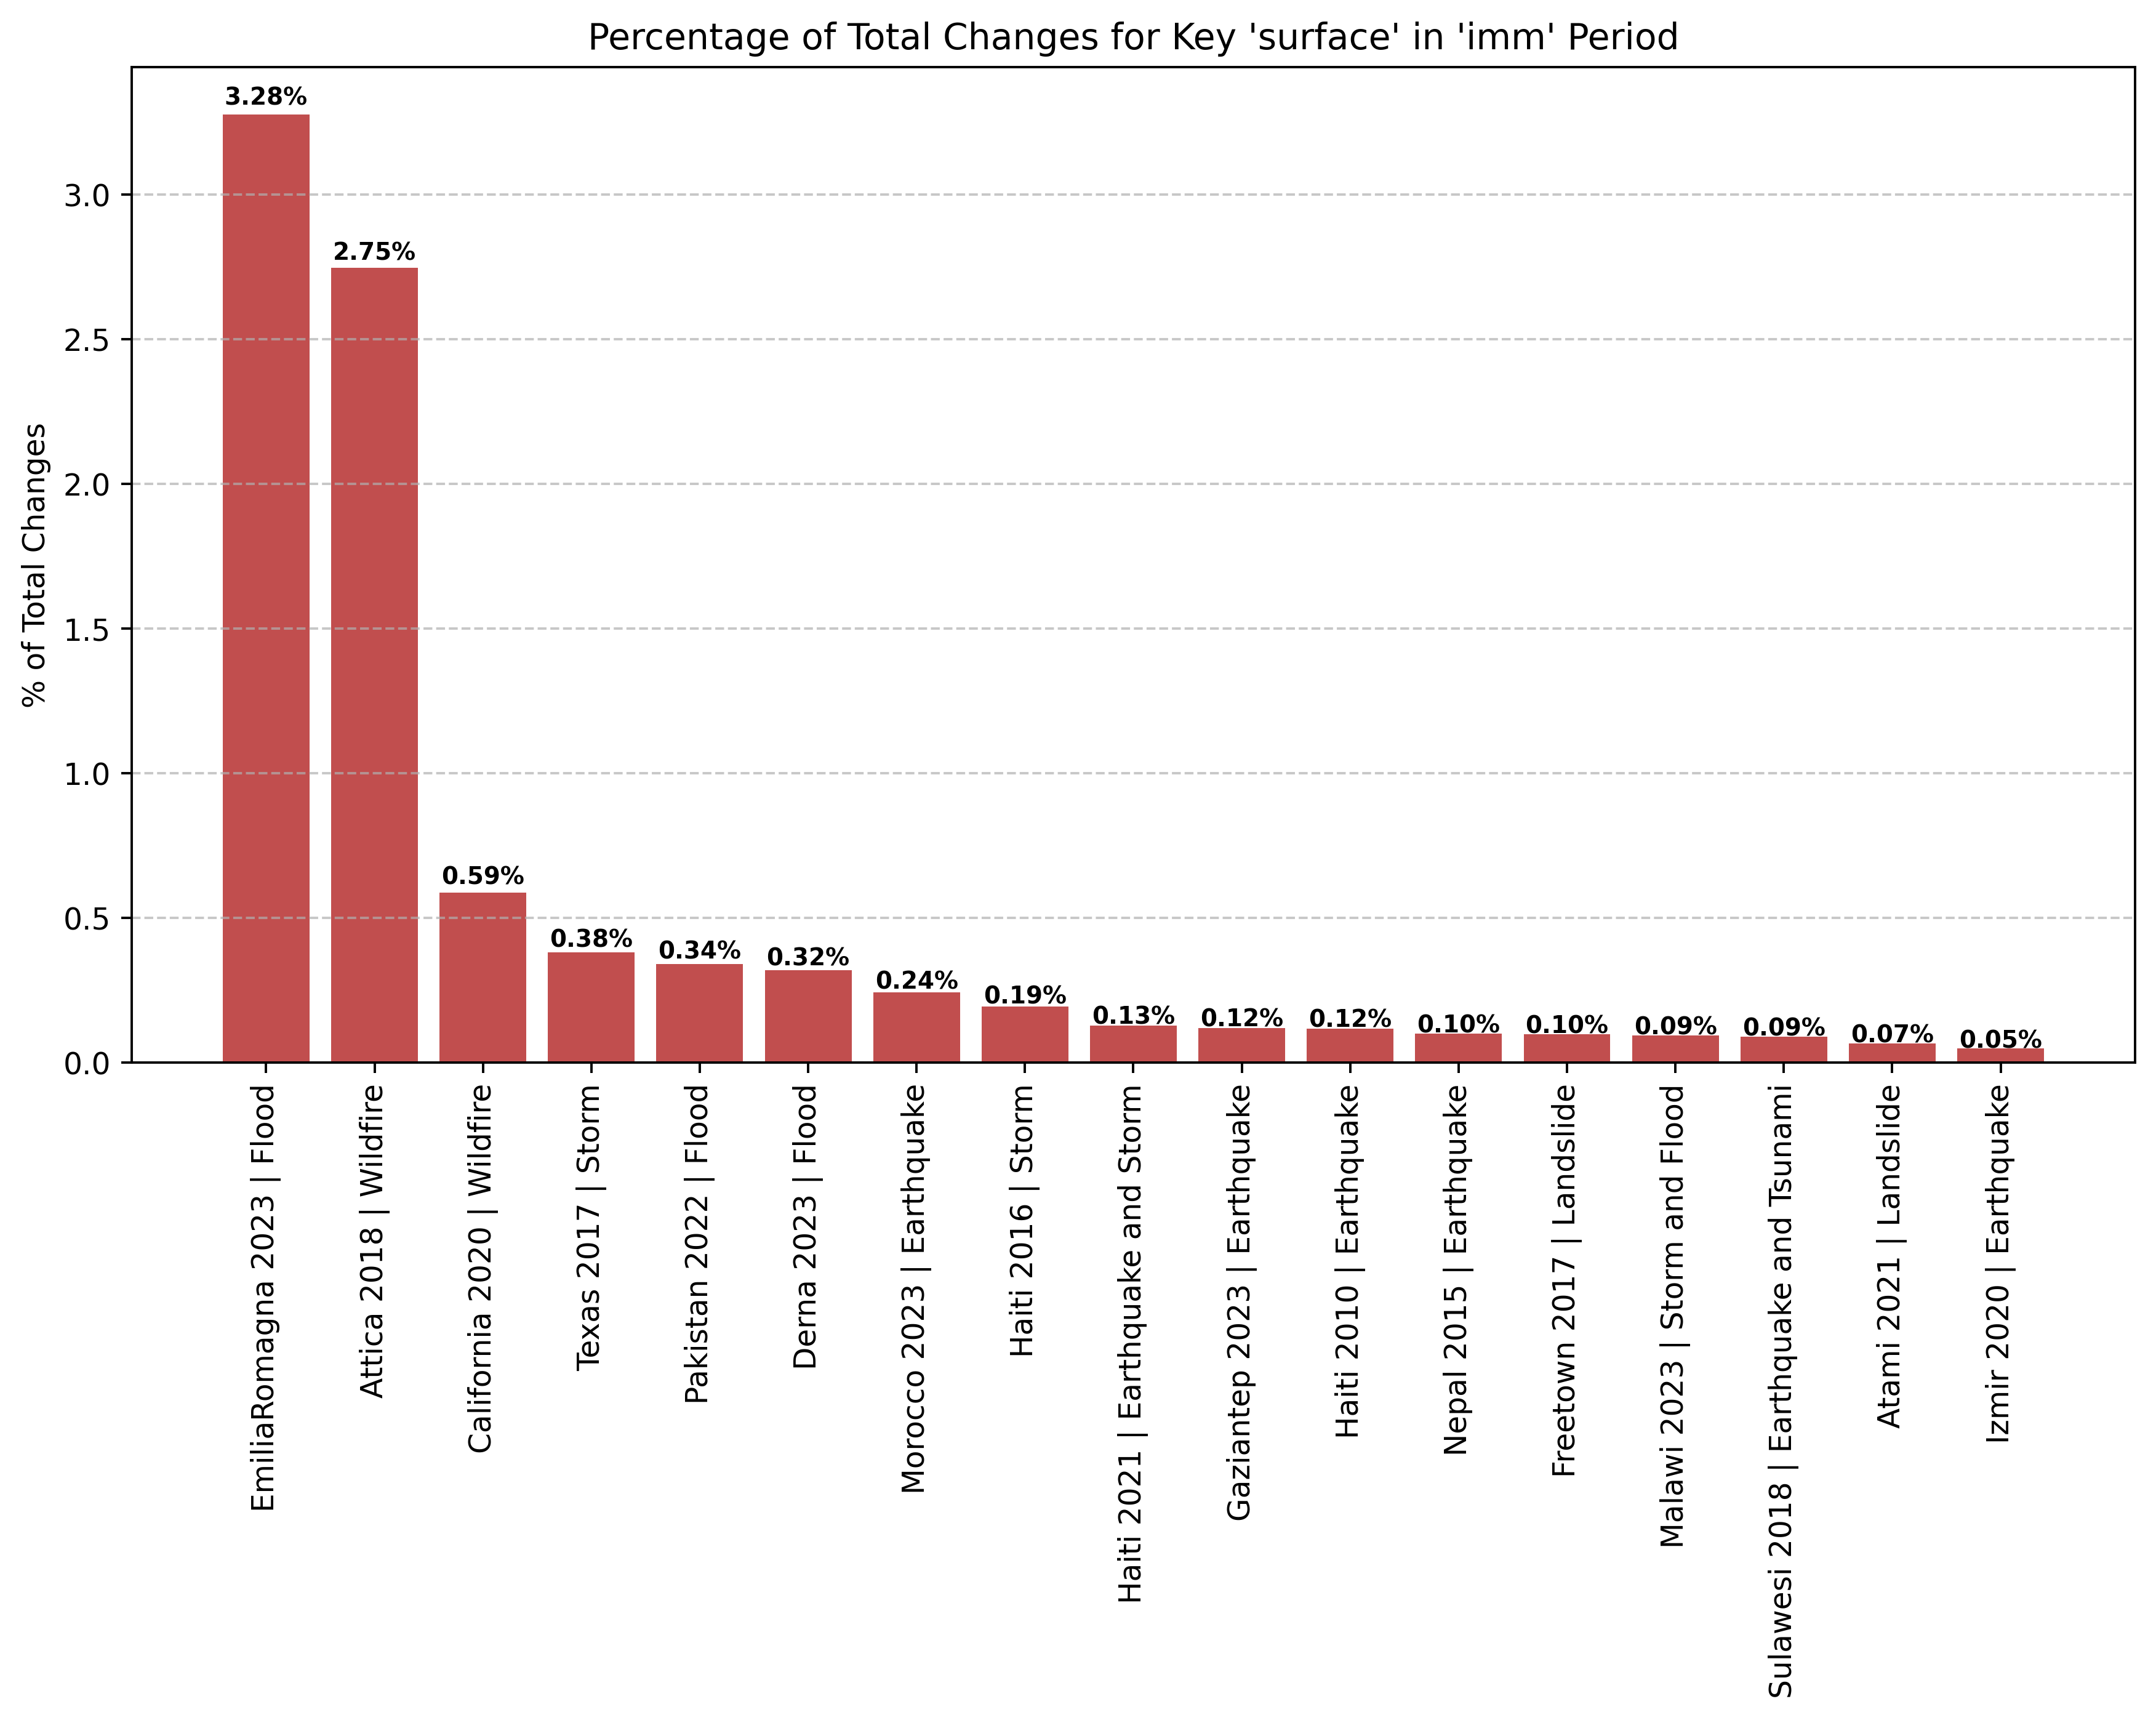 Percentage of Total Changes for Key 'surface' in 'imm' Period
% of Total Changes
3.0
2.5
2.0
1.5
1.0
0.5
0.0
3.28%
2.75%
0.59%
0.38%
0.34%
0.32%
0.24%
0.19%
0.13%
0.12%
0.12%
0.10%
0.10%
0.09%
0.09%
0.07%
0.05%
EmiliaRomagna 2023 | Flood
Attica 2018 | Wildfire
California 2020 | Wildfire
Texas 2017 | Storm
Pakistan 2022 | Flood
Derna 2023 | Flood
Morocco 2023 | Earthquake
Haiti 2016 | Storm
Haiti 2021 | Earthquake and Storm
Gaziantep 2023 | Earthquake
Haiti 2010 | Earthquake
Nepal 2015 | Earthquake
Freetown 2017 | Landslide
Malawi 2023 | Storm and Flood
Sulawesi 2018 | Earthquake and Tsunami
Atami 2021 | Landslide
Izmir 2020 | Earthquake